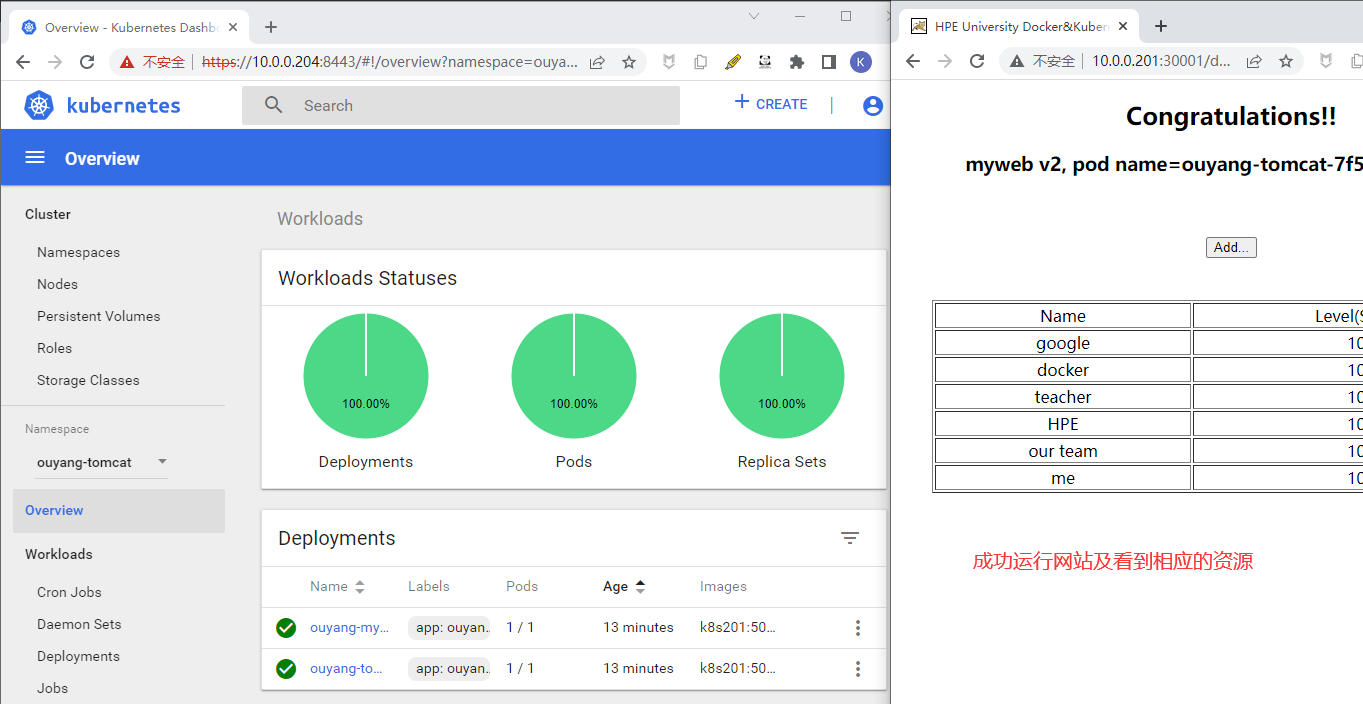 Overview - Kubernetes Dashbo
不安全 https://10.0.0.204:8443/#!/overview?namespace=ouya...
K
kubernetes
Search
CREATE
Overview
Cluster
Namespaces
Nodes
Persistent Volumes
Roles
Storage Classes
Namespace
ouyang-tomcat
Overview
Workloads
Cron Jobs
Daemon Sets
Deployments
Jobs
Workloads
Workloads Statuses
100.00% 100.00% 100.00%
Deployments Pods Replica Sets
Deployments
Name Labels Pods Age Images
ouyang-my... app: ouyan.. 1 / 1 13 minutes k8s201:50...
ouyang-to... app: ouyan.. 1 / 1 13 minutes k8s201:50...
HPE University Docker&Kuber
不安全 10.0.0.201:30001/d...
Congratulations!!
myweb v2, pod name=ouyang-tomcat-7f5
Add...
Name Level(
google 10
docker 10
teacher 10
HPE 10
our team 10
me 10
成功运行网站及看到相应的资源